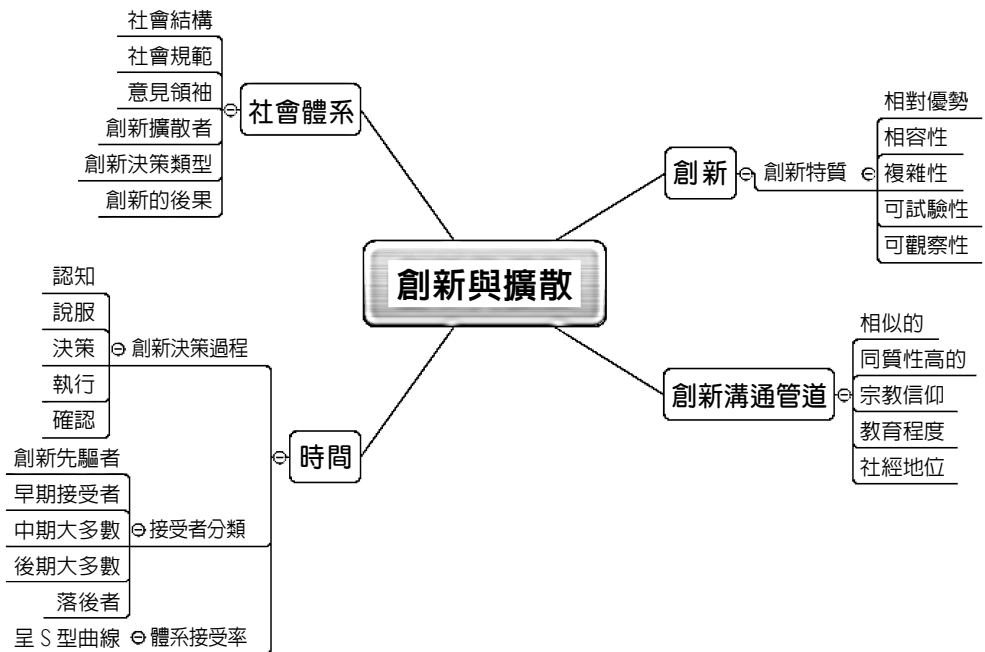 創新與擴散
社會體系
社會結構
社會規範
意見領袖
創新擴散者
創新決策類型
創新的後果
創新
創新特質
相對優勢
相容性
複雜性
可試驗性
可觀察性
時間
創新決策過程
認知
說服
決策
執行
確認
接受者分類
創新先驅者
早期接受者
中期大多數
後期大多數
落後者
體系接受率
呈S型曲線
創新溝通管道
相似的
同質性高的
宗教信仰
教育程度
社經地位